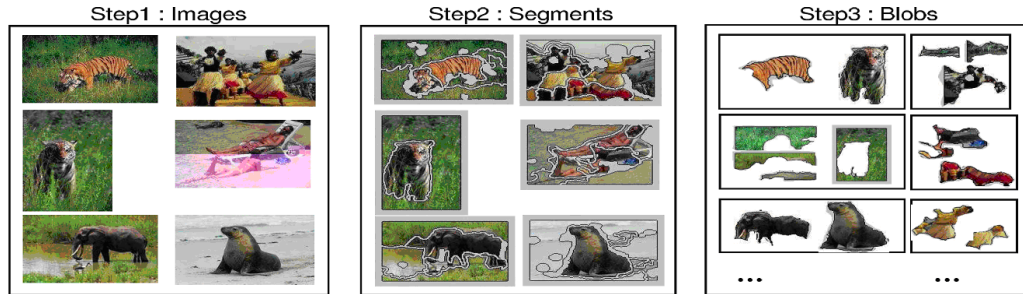 Step1 : Images
Step2 : Segments
Step3 : Blobs
... ...